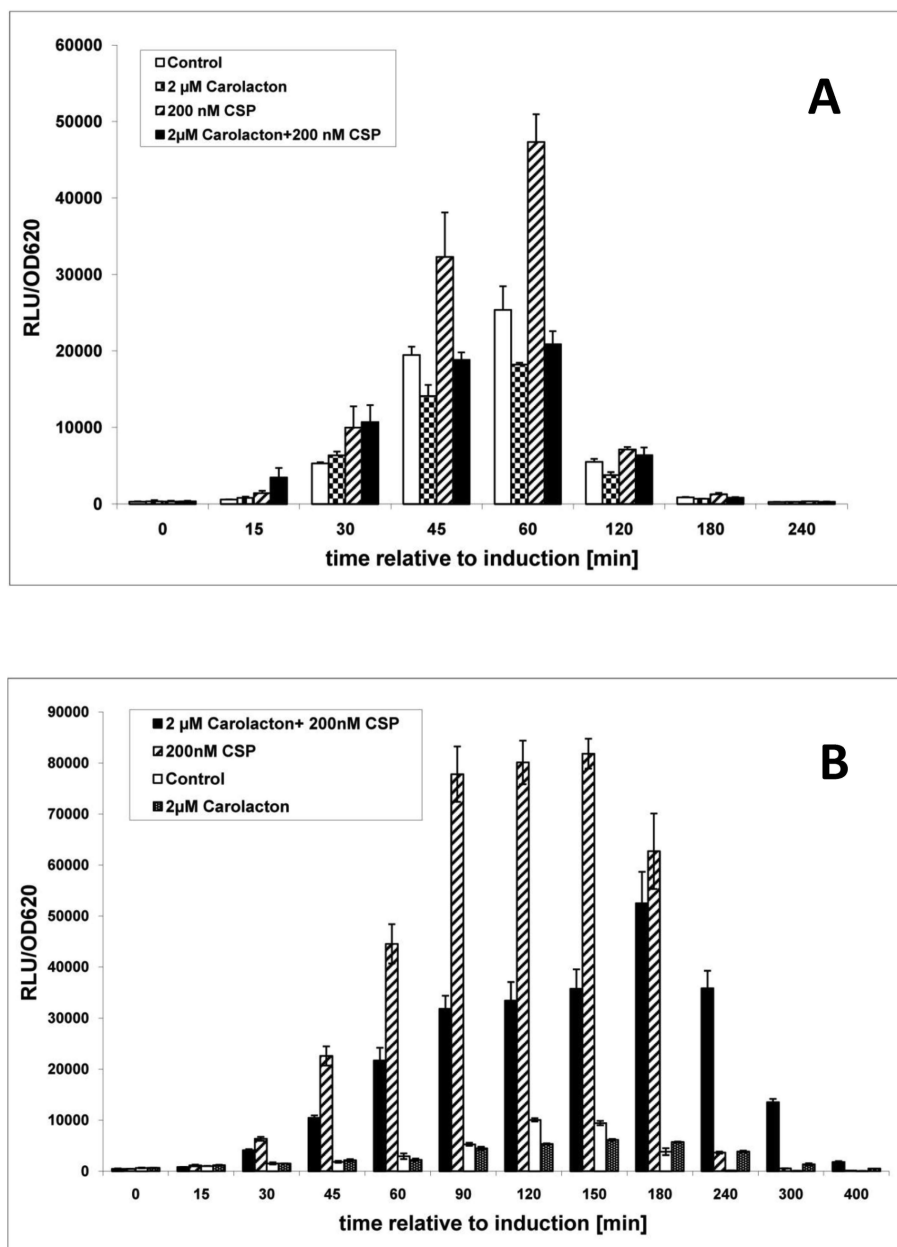 A
Control
2 µM Carolacton
200 nM CSP
2µM Carolacton+200 nM CSP
RLU/OD620
60000
50000
40000
30000
20000
10000
0
0 15 30 45 60 120 180 240
time relative to induction [min]
B
2 µM Carolacton+ 200nM CSP
200nM CSP
Control
2µM Carolacton
RLU/OD620
90000
80000
70000
60000
50000
40000
30000
20000
10000
0
0 15 30 45 60 90 120 150 180 240 300 400
time relative to induction [min]